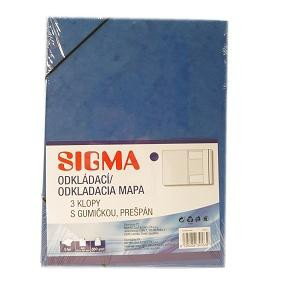 SIGMA
ODKLÁDACÍ/
ODKLADACIA MAPA
3 KLOPY
S GUMIČKOU, PREŠPÁN